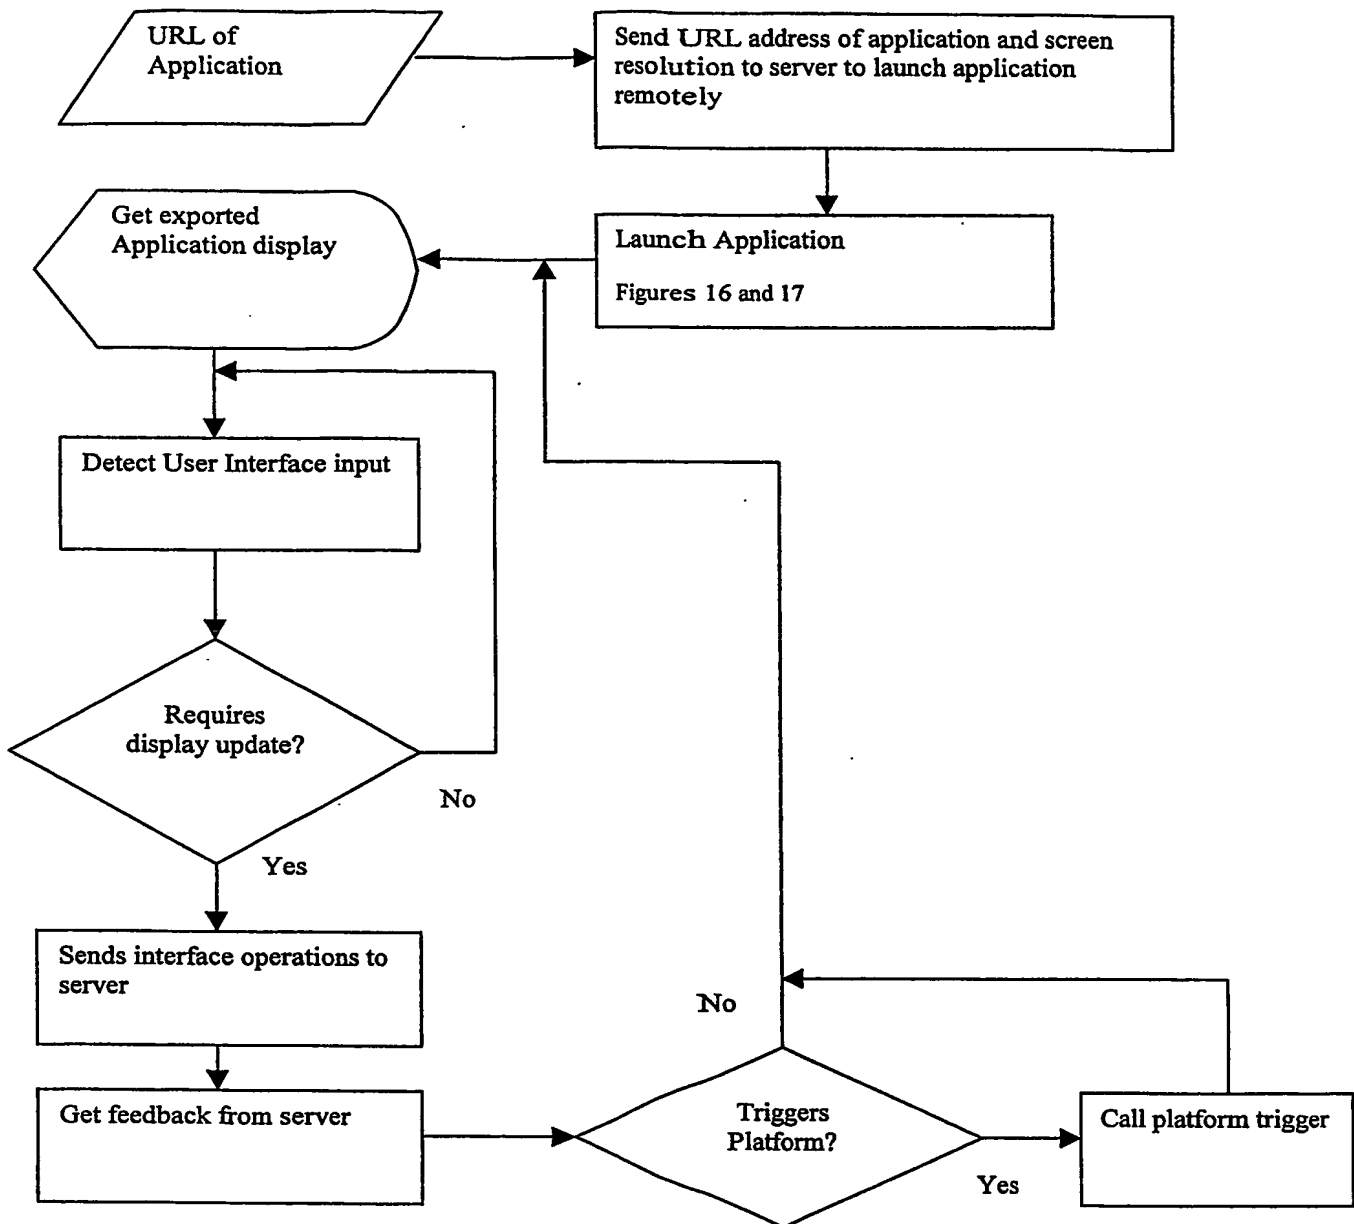 URL of
Application
Send URL address of application and screen
resolution to server to launch application
remotely
Get exported
Application display
Launch Application
Figures 16 and 17
Detect User Interface input
Requires
display update?
No
Yes
Sends interface operations to
server
No
Get feedback from server
Triggers
Platform?
Call platform trigger
Yes